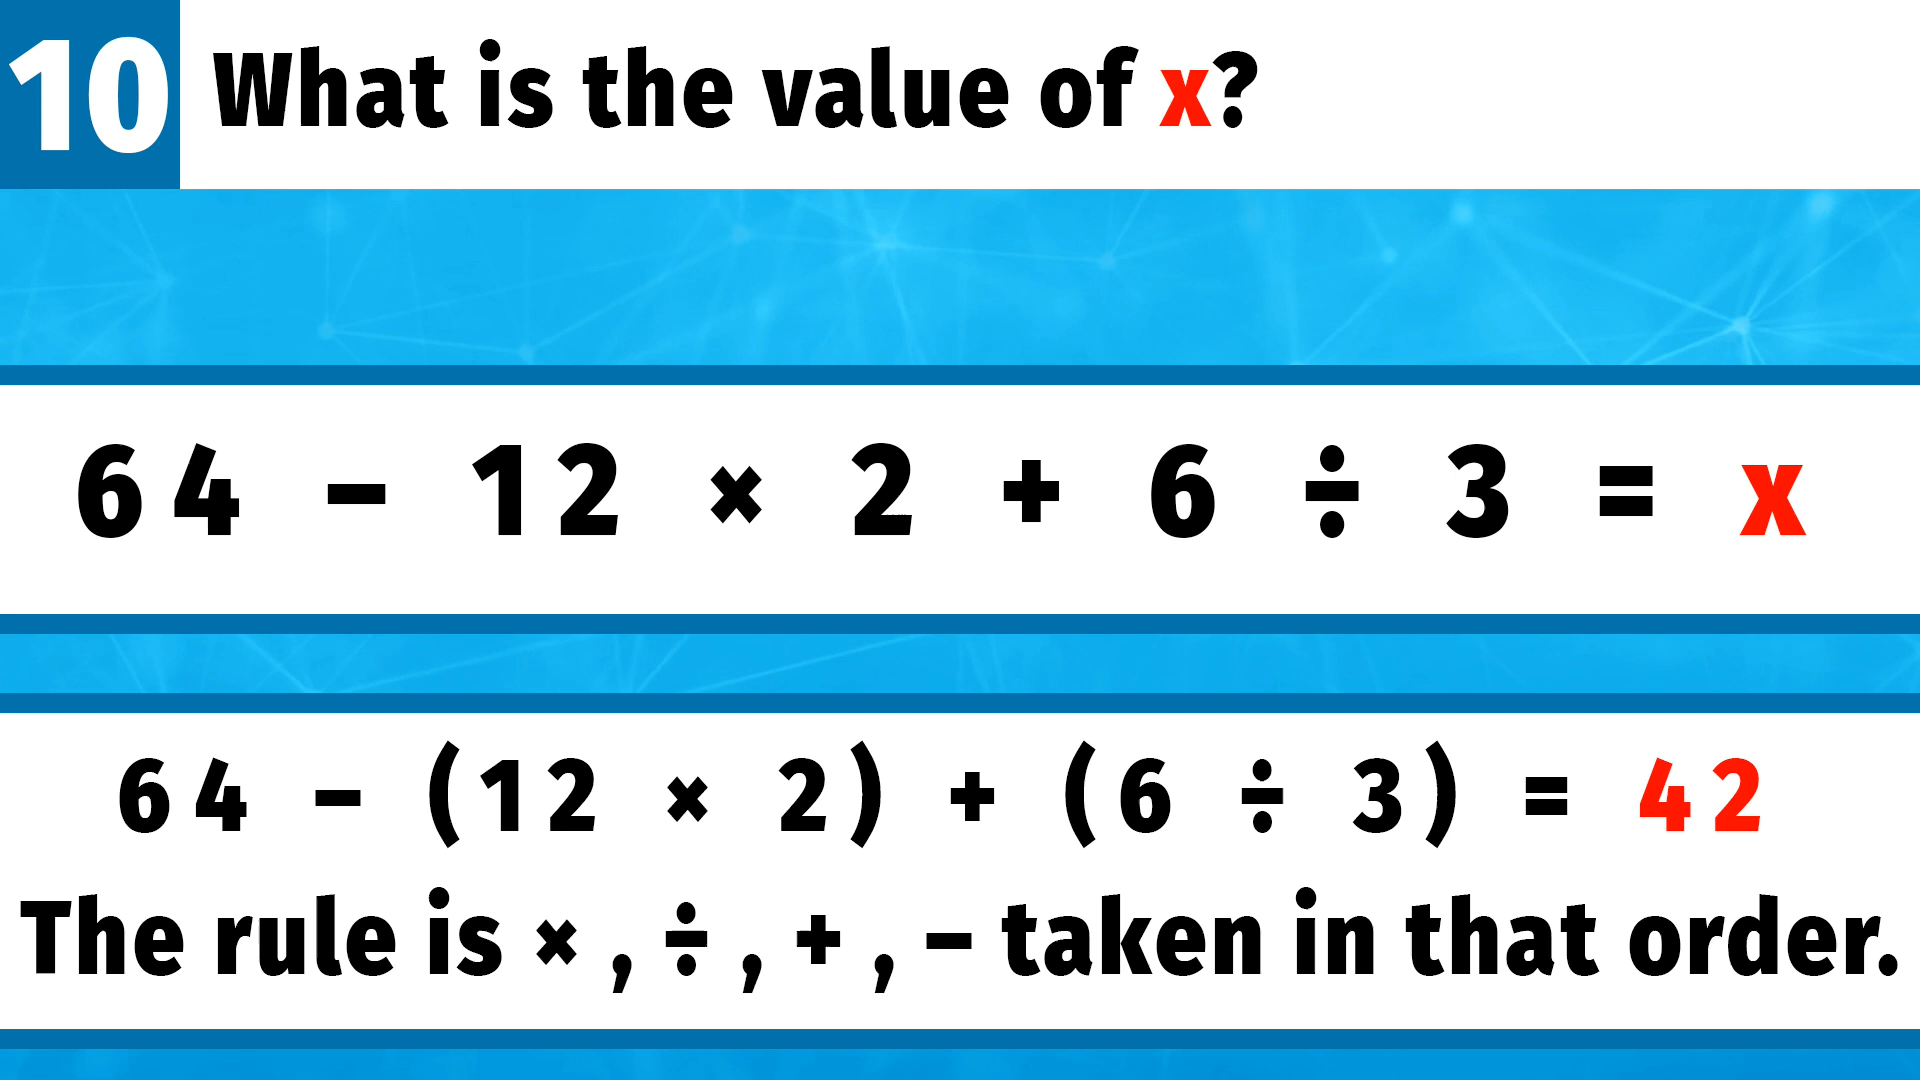 10 What is the value of x?
64 – 12 × 2 + 6 ÷ 3 = x
64 – (12 × 2) + (6 ÷ 3) = 42
The rule is × , ÷ , + , – taken in that order.